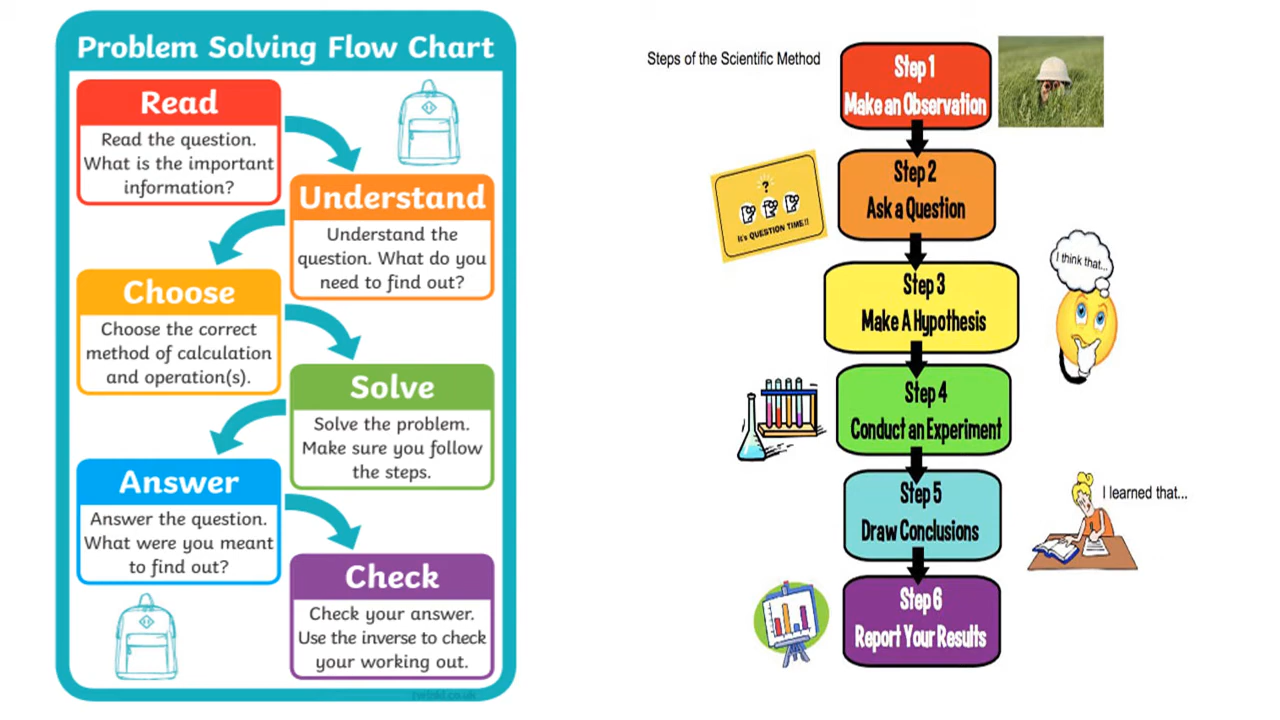 Problem Solving Flow Chart
Read
Read the question.
What is the important
information?
Understand
Understand the
question. What do you
need to find out?
Choose
Choose the correct
method of calculation
and operation(s).
Solve
Solve the problem.
Make sure you follow
the steps.
Answer
Answer the question.
What were you meant
to find out?
Check
Check your answer.
Use the inverse to check
your working out.
twinkl.co.uk
Steps of the Scientific Method
Step 1
Make an Observation
Step 2
Ask a Question
?
It's QUESTION TIME!!
Step 3
Make A Hypothesis
I think that...
Step 4
Conduct an Experiment
Step 5
Draw Conclusions
I learned that...
Step 6
Report Your Results